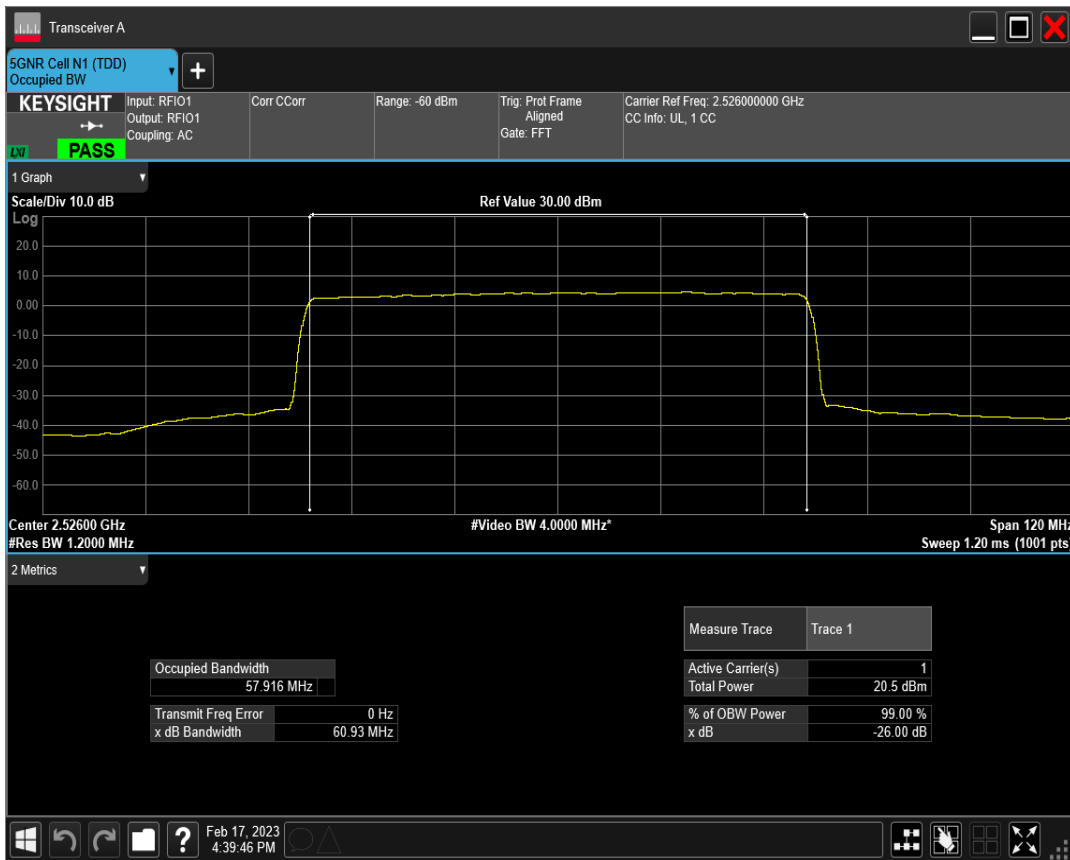 Transceiver A
5GNR Cell N1 (TDD)
Occupied BW
+
KEYSIGHT
LXI
PASS
Input: RFIO1
Output: RFIO1
Coupling: AC
Corr CCorr
Range: -60 dBm
Trig: Prot Frame
Aligned
Gate: FFT
Carrier Ref Freq: 2.526000000 GHz
CC Info: UL, 1 CC
1 Graph
Scale/Div 10.0 dB
Ref Value 30.00 dBm
Log
20.0
10.0
0.00
-10.0
-20.0
-30.0
-40.0
-50.0
-60.0
Center 2.52600 GHz
#Video BW 4.0000 MHz*
Span 120 MHz
#Res BW 1.2000 MHz
Sweep 1.20 ms (1001 pts)
2 Metrics
Measure Trace Trace 1
Occupied Bandwidth
57.916 MHz
Active Carrier(s) 1
Total Power 20.5 dBm
Transmit Freq Error 0 Hz
x dB Bandwidth 60.93 MHz
% of OBW Power 99.00 %
x dB -26.00 dB
?
Feb 17, 2023
4:39:46 PM